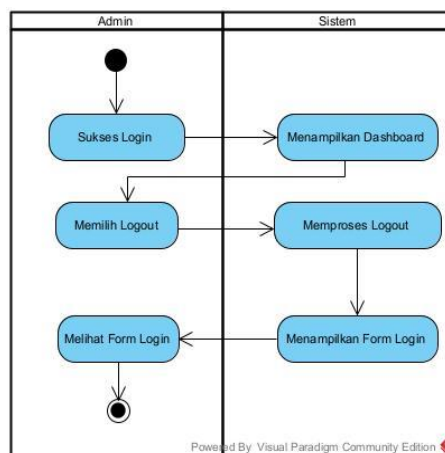 Admin
Sistem
Sukses Login
Menampilkan Dashboard
Memilih Logout
Memproses Logout
Melihat Form Login
Menampilkan Form Login
Powered By Visual Paradigm Community Edition